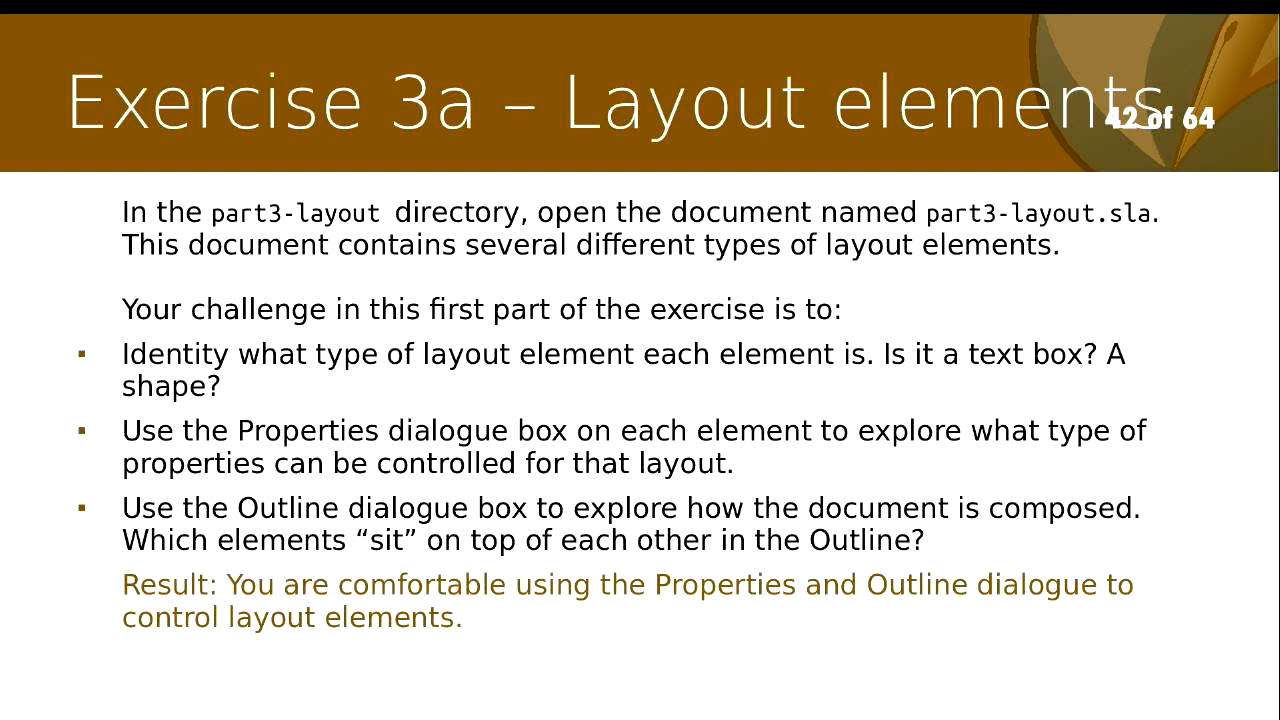 Exercise 3a – Layout elements
42 of 64
In the part3-layout directory, open the document named part3-layout.sla.
This document contains several different types of layout elements.
Your challenge in this first part of the exercise is to:
▪ Identity what type of layout element each element is. Is it a text box? A
shape?
▪ Use the Properties dialogue box on each element to explore what type of
properties can be controlled for that layout.
▪ Use the Outline dialogue box to explore how the document is composed.
Which elements “sit” on top of each other in the Outline?
Result: You are comfortable using the Properties and Outline dialogue to
control layout elements.